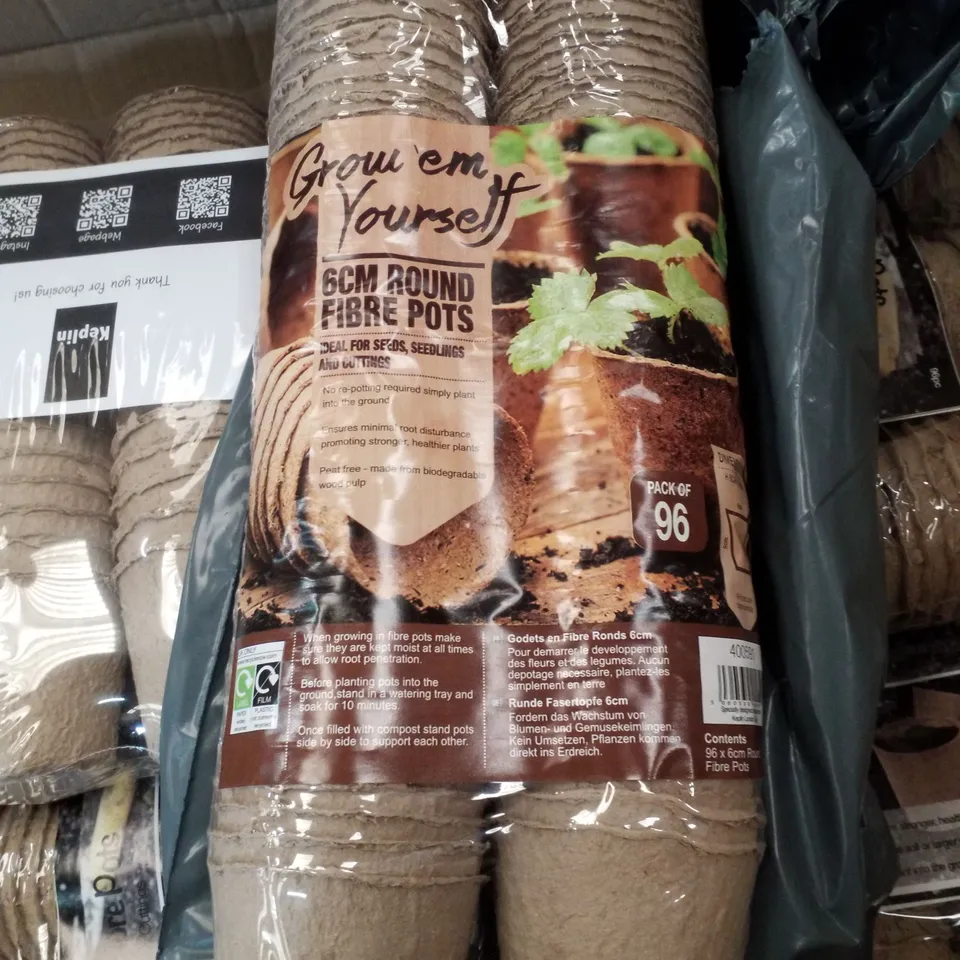 Grow 'em
Yourself
6CM ROUND
FIBRE POTS
IDEAL FOR SEEDS, SEEDLINGS
AND CUTTINGS
No re-potting required simply plant
into the ground
Ensures minimal root disturbance
promoting stronger, healthier plants
Peat free - made from biodegradable
wood pulp
PACK OF
96
When growing in fibre pots make
sure they are kept moist at all times
to allow root penetration.
Before planting pots into the
ground,stand in a watering tray and
soak for 10 minutes.
Once filled with compost stand pots
side by side to support each other.
Godets en Fibre Ronds 6cm
Pour demarrer le developpement
des fleurs et des legumes. Aucun
depotage necessaire, plantez-les
simplement en terre
Runde Fasertopfe 6cm
Fordern das Wachstum von
Blumen- und Gemusekeimlingen.
Kein Umsetzen, Pflanzen kommen
direkt ins Erdreich.
Contents
96 x 6cm Round
Fibre Pots
FILM
Facebook
Webpage
Thank you for choosing us!
Keplin